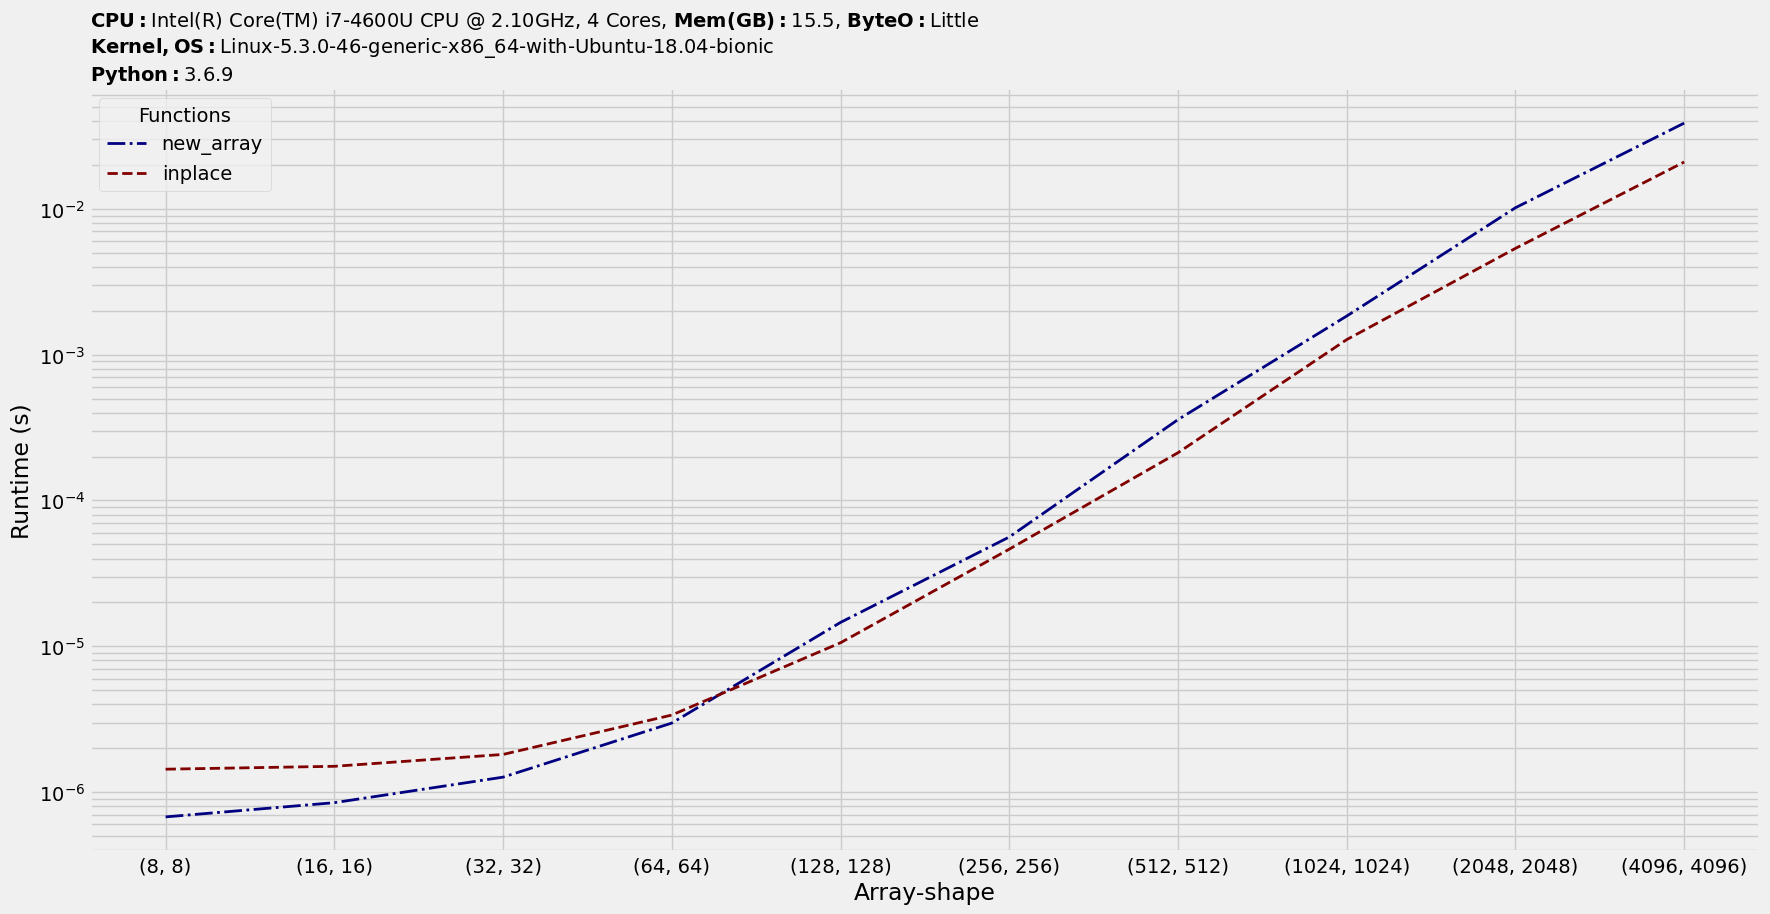 CPU: Intel(R) Core(TM) i7-4600U CPU @ 2.10GHz, 4 Cores, Mem(GB): 15.5, ByteO: Little
Kernel, OS: Linux-5.3.0-46-generic-x86_64-with-Ubuntu-18.04-bionic
Python: 3.6.9
Functions
new_array
inplace
10⁻²
10⁻³
10⁻⁴
10⁻⁵
10⁻⁶
Runtime (s)
(8, 8) (16, 16) (32, 32) (64, 64) (128, 128) (256, 256) (512, 512) (1024, 1024) (2048, 2048) (4096, 4096)
Array-shape